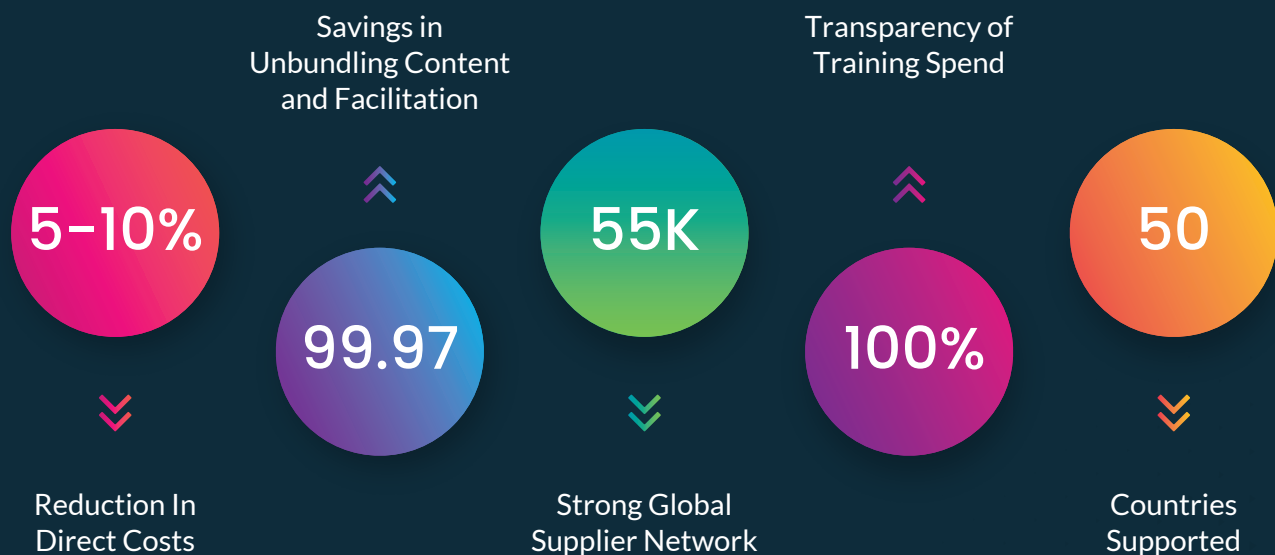 5-10%
Reduction In
Direct Costs
Savings in
Unbundling Content
and Facilitation
99.97
55K
Strong Global
Supplier Network
Transparency of
Training Spend
100%
50
Countries
Supported